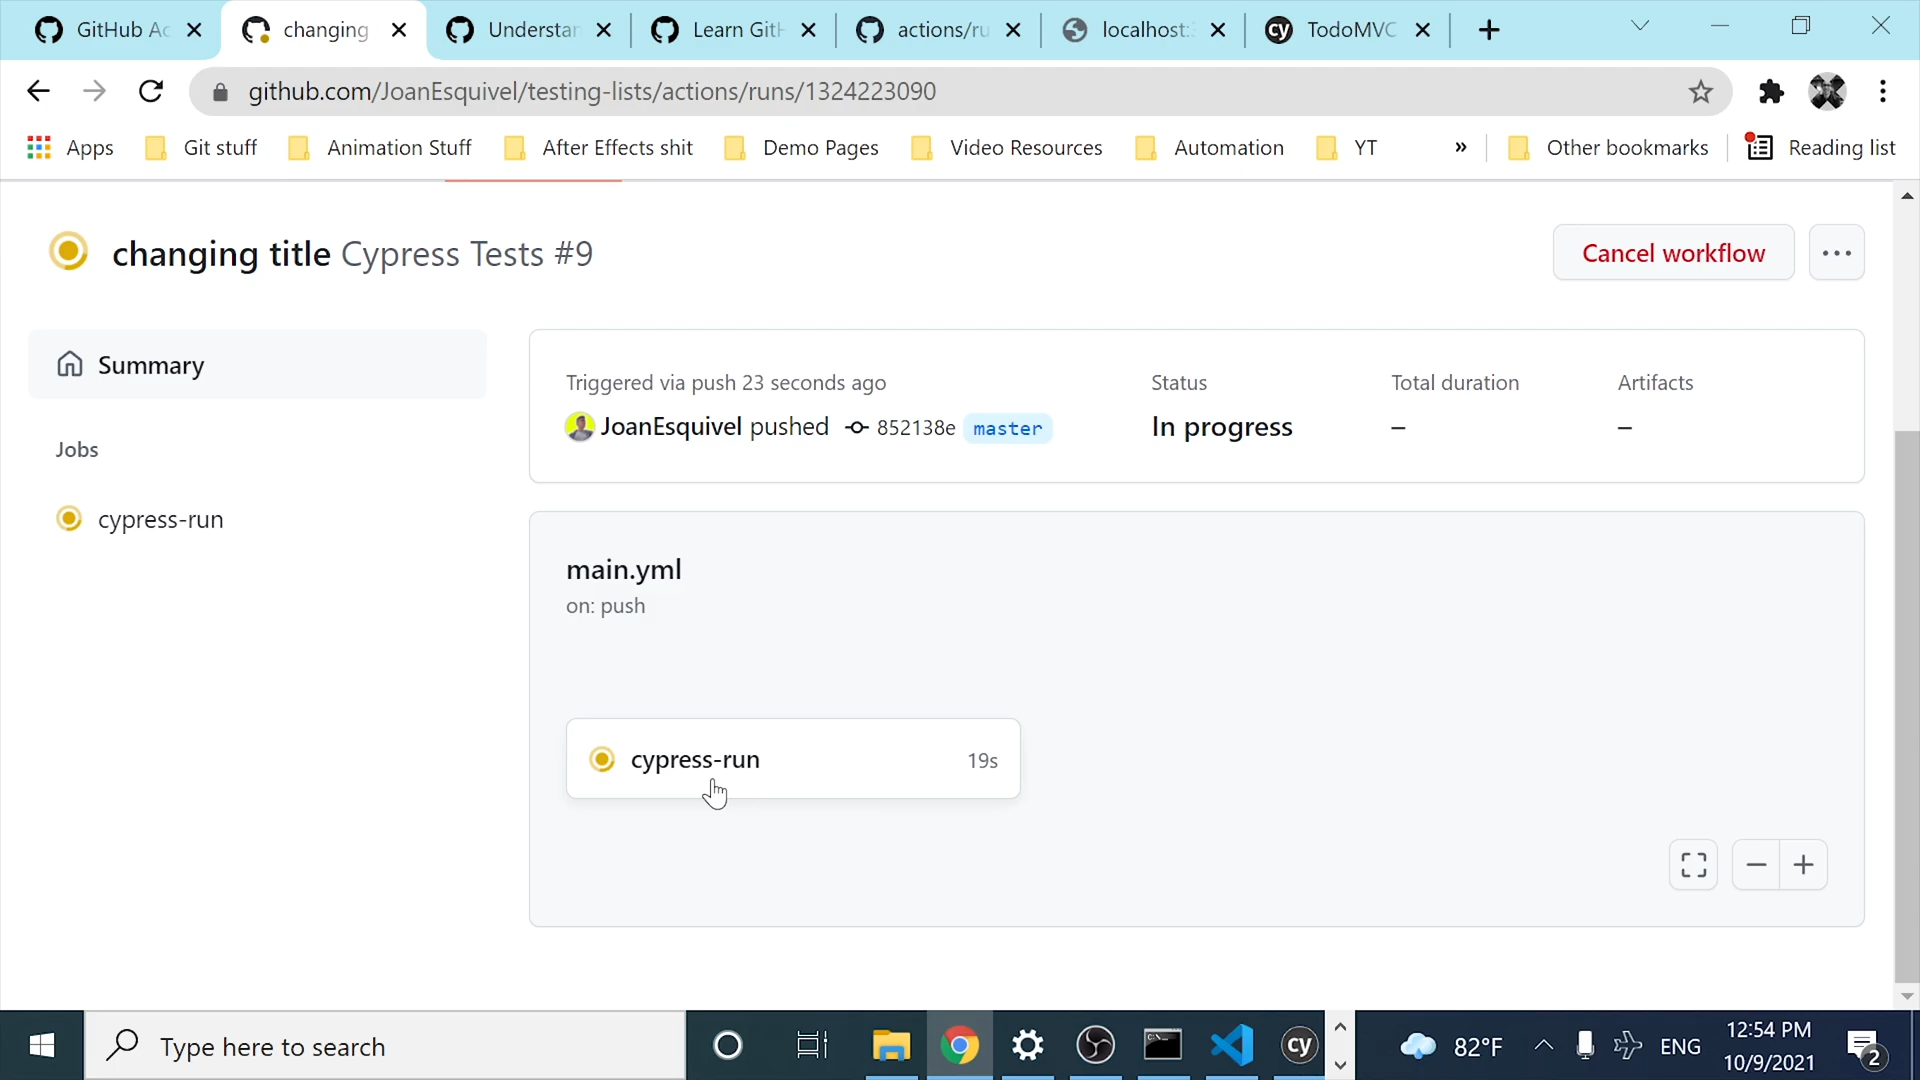 GitHub Ac
changing
Understan
Learn GitH
actions/ru
localhost:
TodoMVC
github.com/JoanEsquivel/testing-lists/actions/runs/1324223090
Apps
Git stuff
Animation Stuff
After Effects shit
Demo Pages
Video Resources
Automation
YT
»
Other bookmarks
Reading list
changing title Cypress Tests #9
Cancel workflow
Summary
Triggered via push 23 seconds ago
Status
Total duration
Artifacts
JoanEsquivel pushed 852138e master
In progress
–
–
Jobs
cypress-run
main.yml
on: push
cypress-run
19s
Type here to search
cy
82°F
ENG
12:54 PM
10/9/2021
2